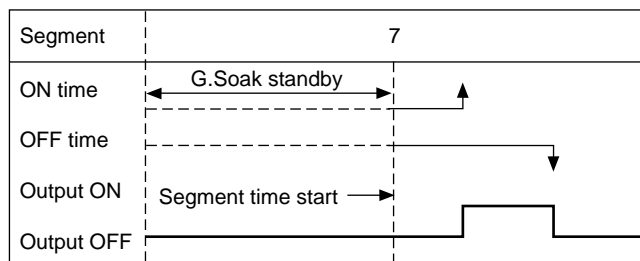 Segment 7
ON time
G.Soak standby
OFF time
Output ON
Segment time start
Output OFF